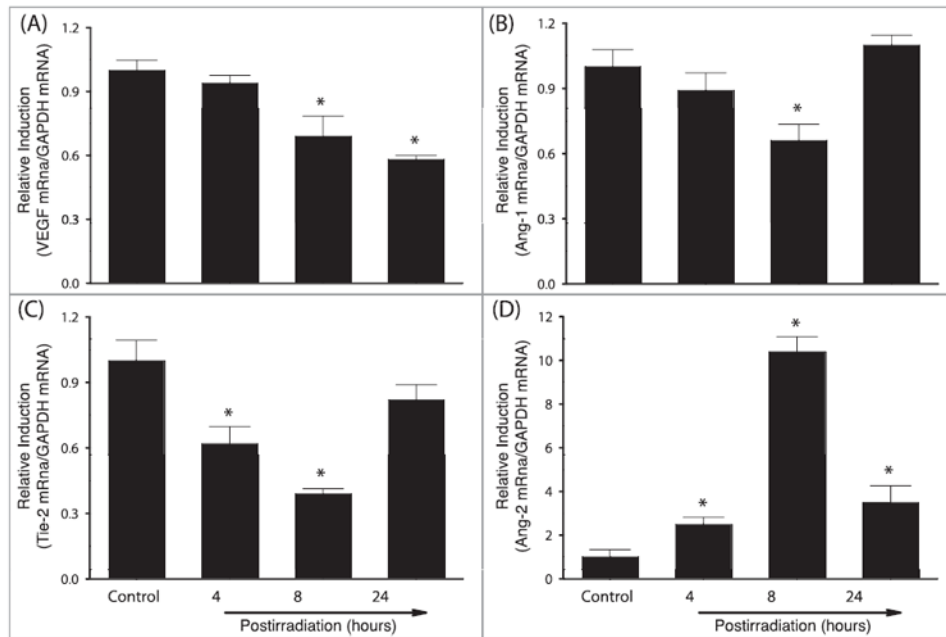 (A)
Relative Induction
(VEGF mRna/GAPDH mRNA)
1.2
0.9
0.6
0.3
0.0
*
*
(B)
Relative Induction
(Ang-1 mRna/GAPDH mRNA)
1.2
0.9
0.6
0.3
0.0
*
(C)
Relative Induction
(Tie-2 mRna/GAPDH mRNA)
1.2
0.9
0.6
0.3
0.0
*
*
Control 4 8 24
Postirradiation (hours)
(D)
Relative Induction
(Ang-2 mRna/GAPDH mRNA)
12
10
8
6
4
2
0
*
*
*
Control 4 8 24
Postirradiation (hours)